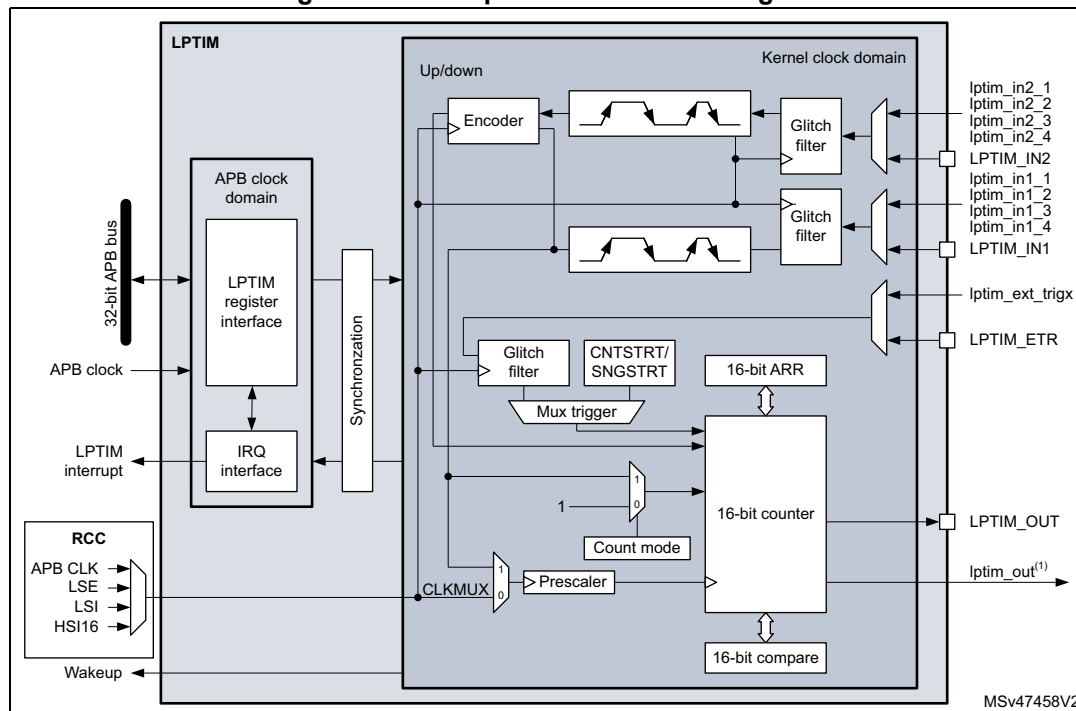 LPTIM
Up/down
Kernel clock domain
Encoder
Glitch
filter
lptim_in2_1
lptim_in2_2
lptim_in2_3
lptim_in2_4
LPTIM_IN2
APB clock
domain
Glitch
filter
lptim_in1_1
lptim_in1_2
lptim_in1_3
lptim_in1_4
LPTIM_IN1
32-bit APB bus
LPTIM
register
interface
Synchronzation
lptim_ext_trigx
LPTIM_ETR
APB clock
Glitch
filter
CNTSTRT/
SNGSTRT
16-bit ARR
Mux trigger
LPTIM
interrupt
IRQ
interface
1
1
0
16-bit counter
LPTIM_OUT
Count mode
RCC
APB CLK
LSE
LSI
HSI16
CLKMUX
1
0
Prescaler
lptim_out(1)
16-bit compare
Wakeup
MSv47458V2